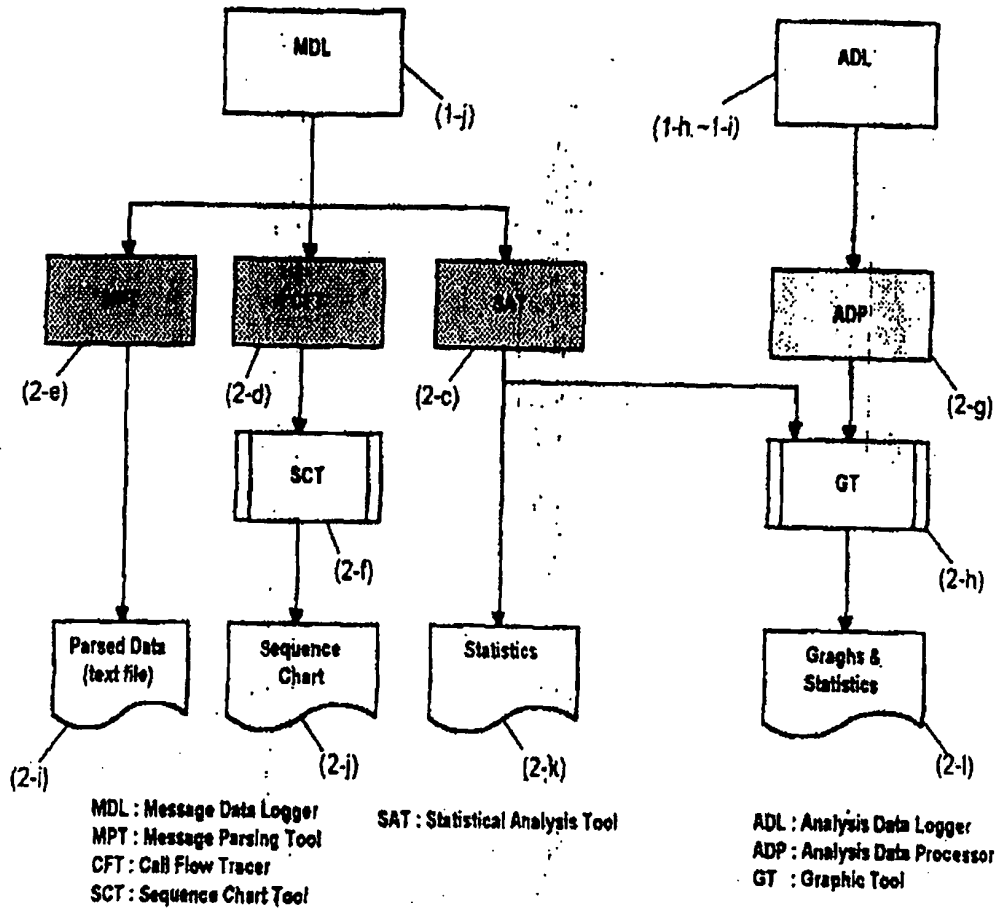 MDL
ADL
(1-j)
(1-h.~1-i)
SAT
ADP
(2-e)
(2-d)
(2-c)
(2-g)
SCT
GT
(2-f)
(2-h)
Parsed Data
(text file)
Sequence
Chart
Statistics
Graghs &
Statistics
(2-i)
(2-j)
(2-k)
(2-l)
MDL : Message Data Logger
MPT : Message Parsing Tool
CFT : Call Flow Tracer
SCT : Sequence Chart Tool
SAT : Statistical Analysis Tool
ADL : Analysis Data Logger
ADP : Analysis Data Processor
GT : Graphic Tool